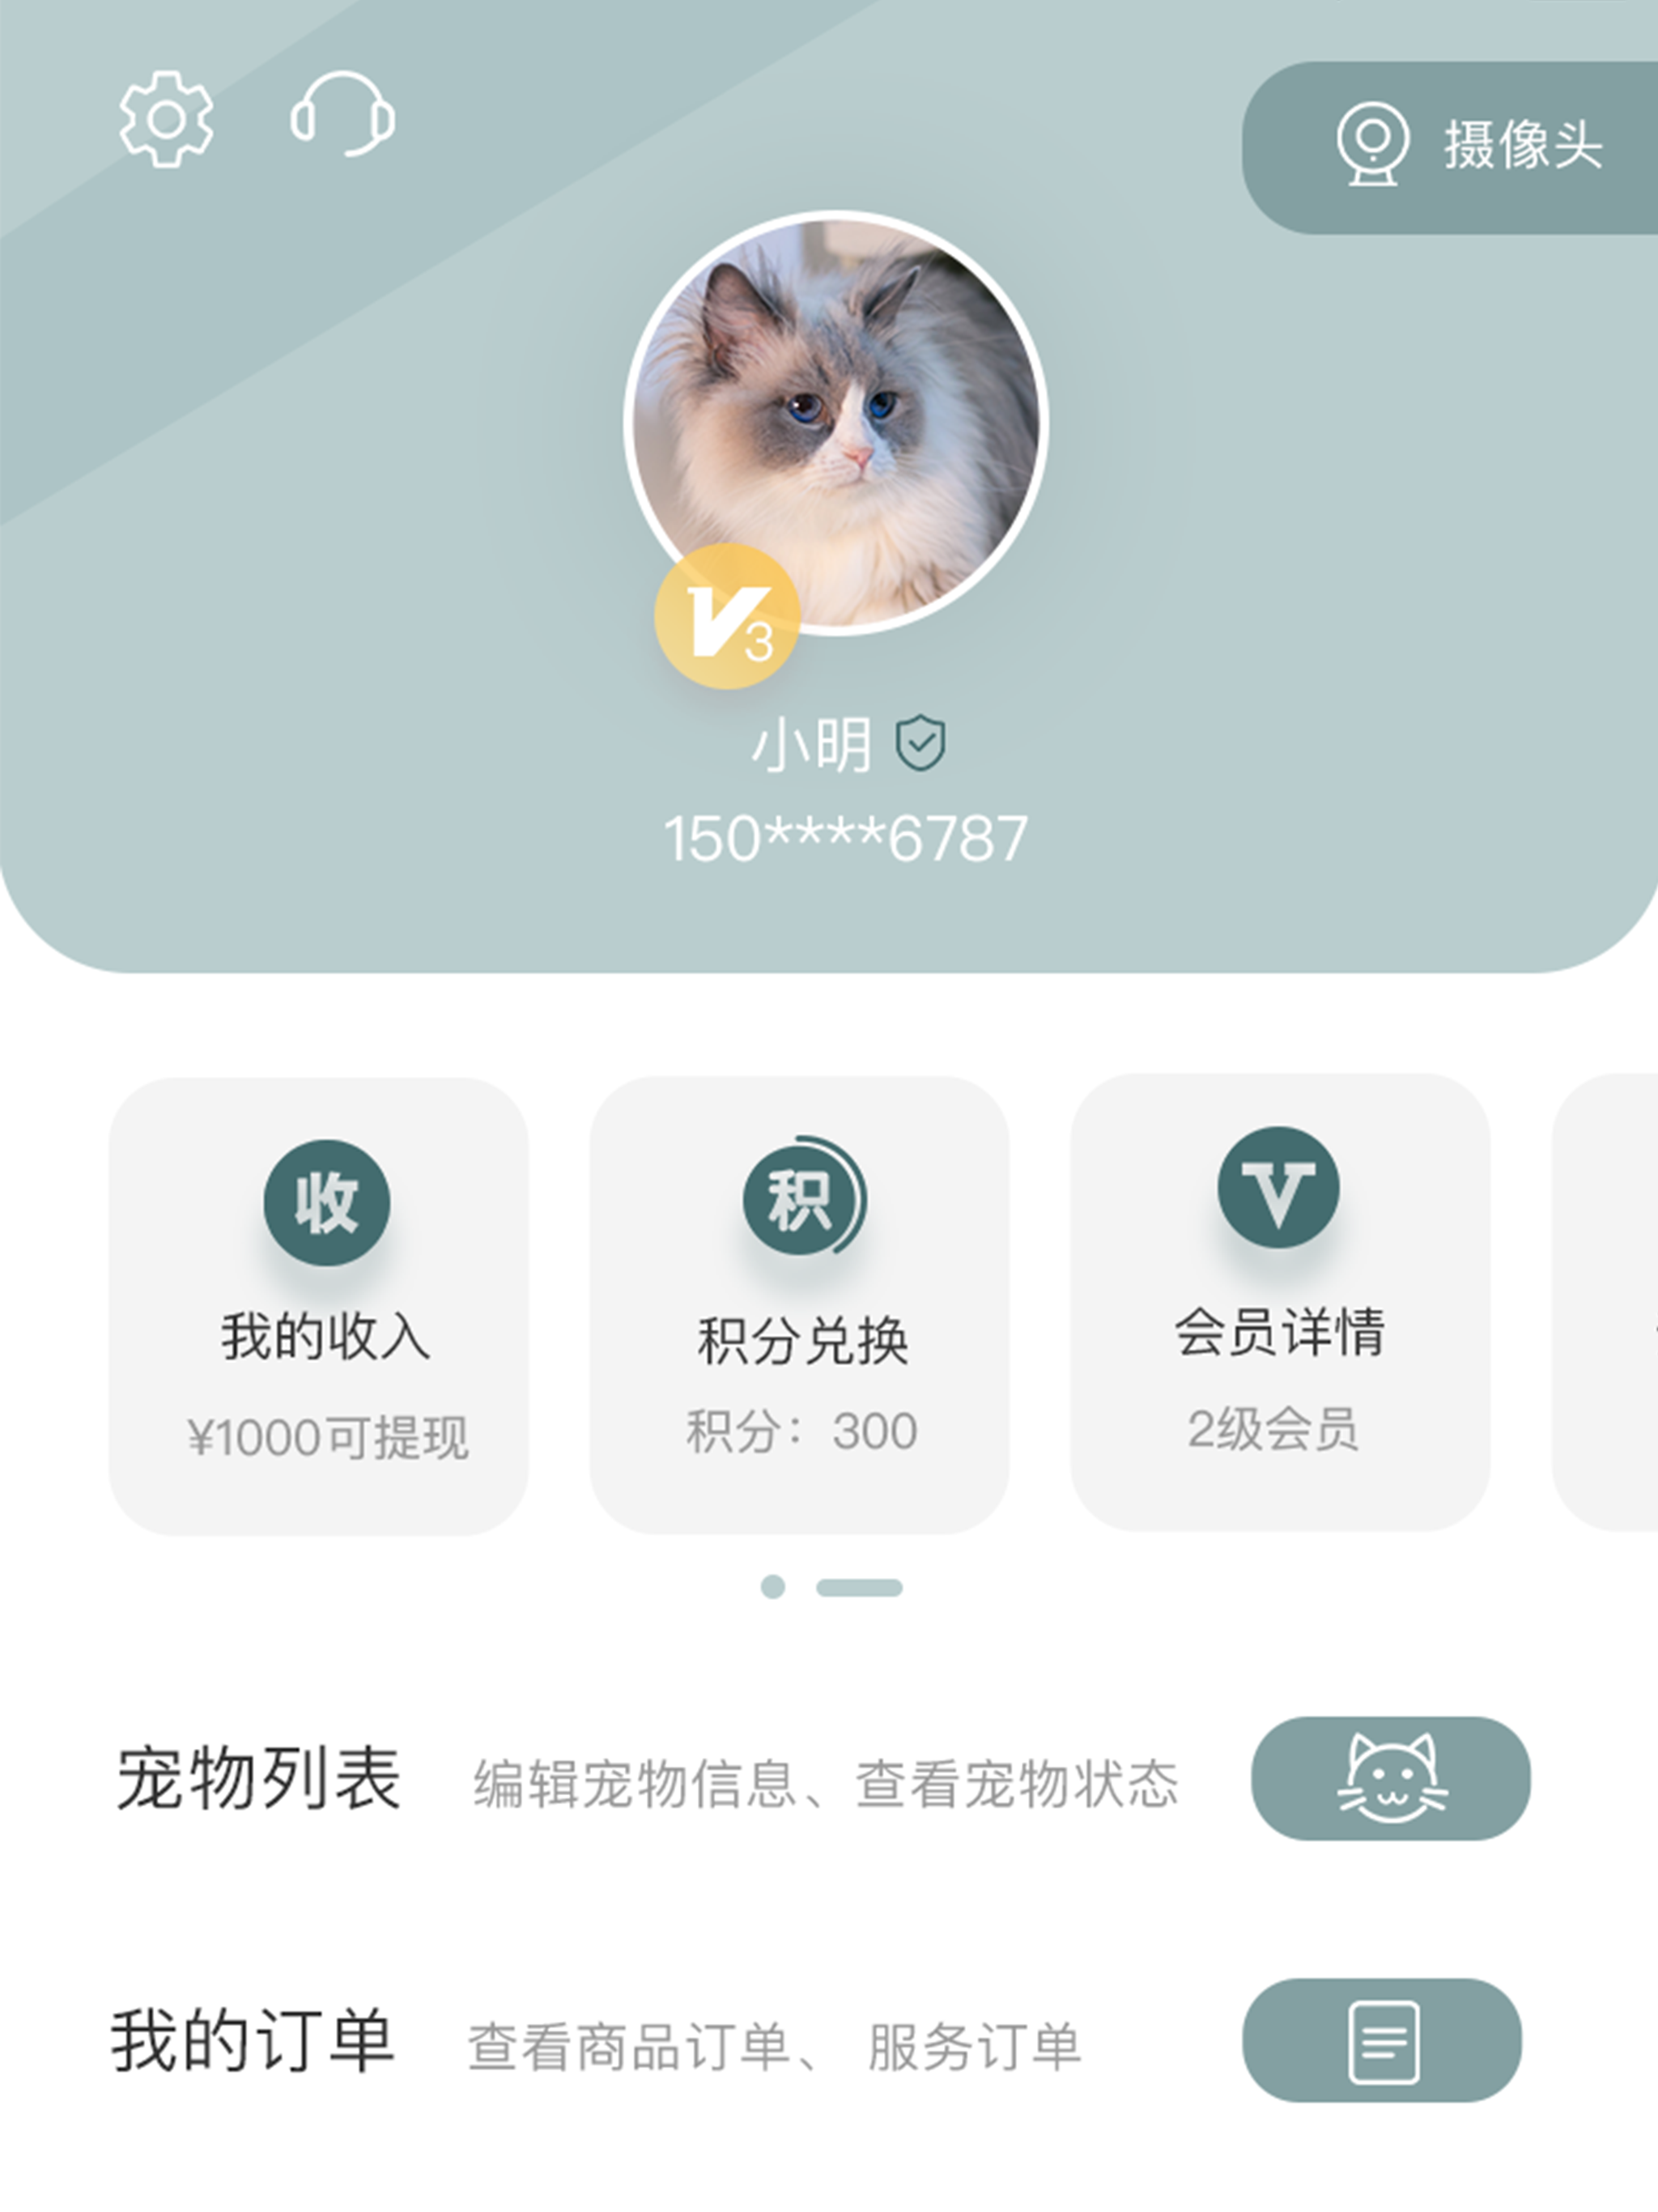 摄像头
V3
小明
150****6787
收
积
V
我的收入
积分兑换
会员详情
¥1000可提现
积分：300
2级会员
宠物列表 编辑宠物信息、查看宠物状态
我的订单 查看商品订单、 服务订单